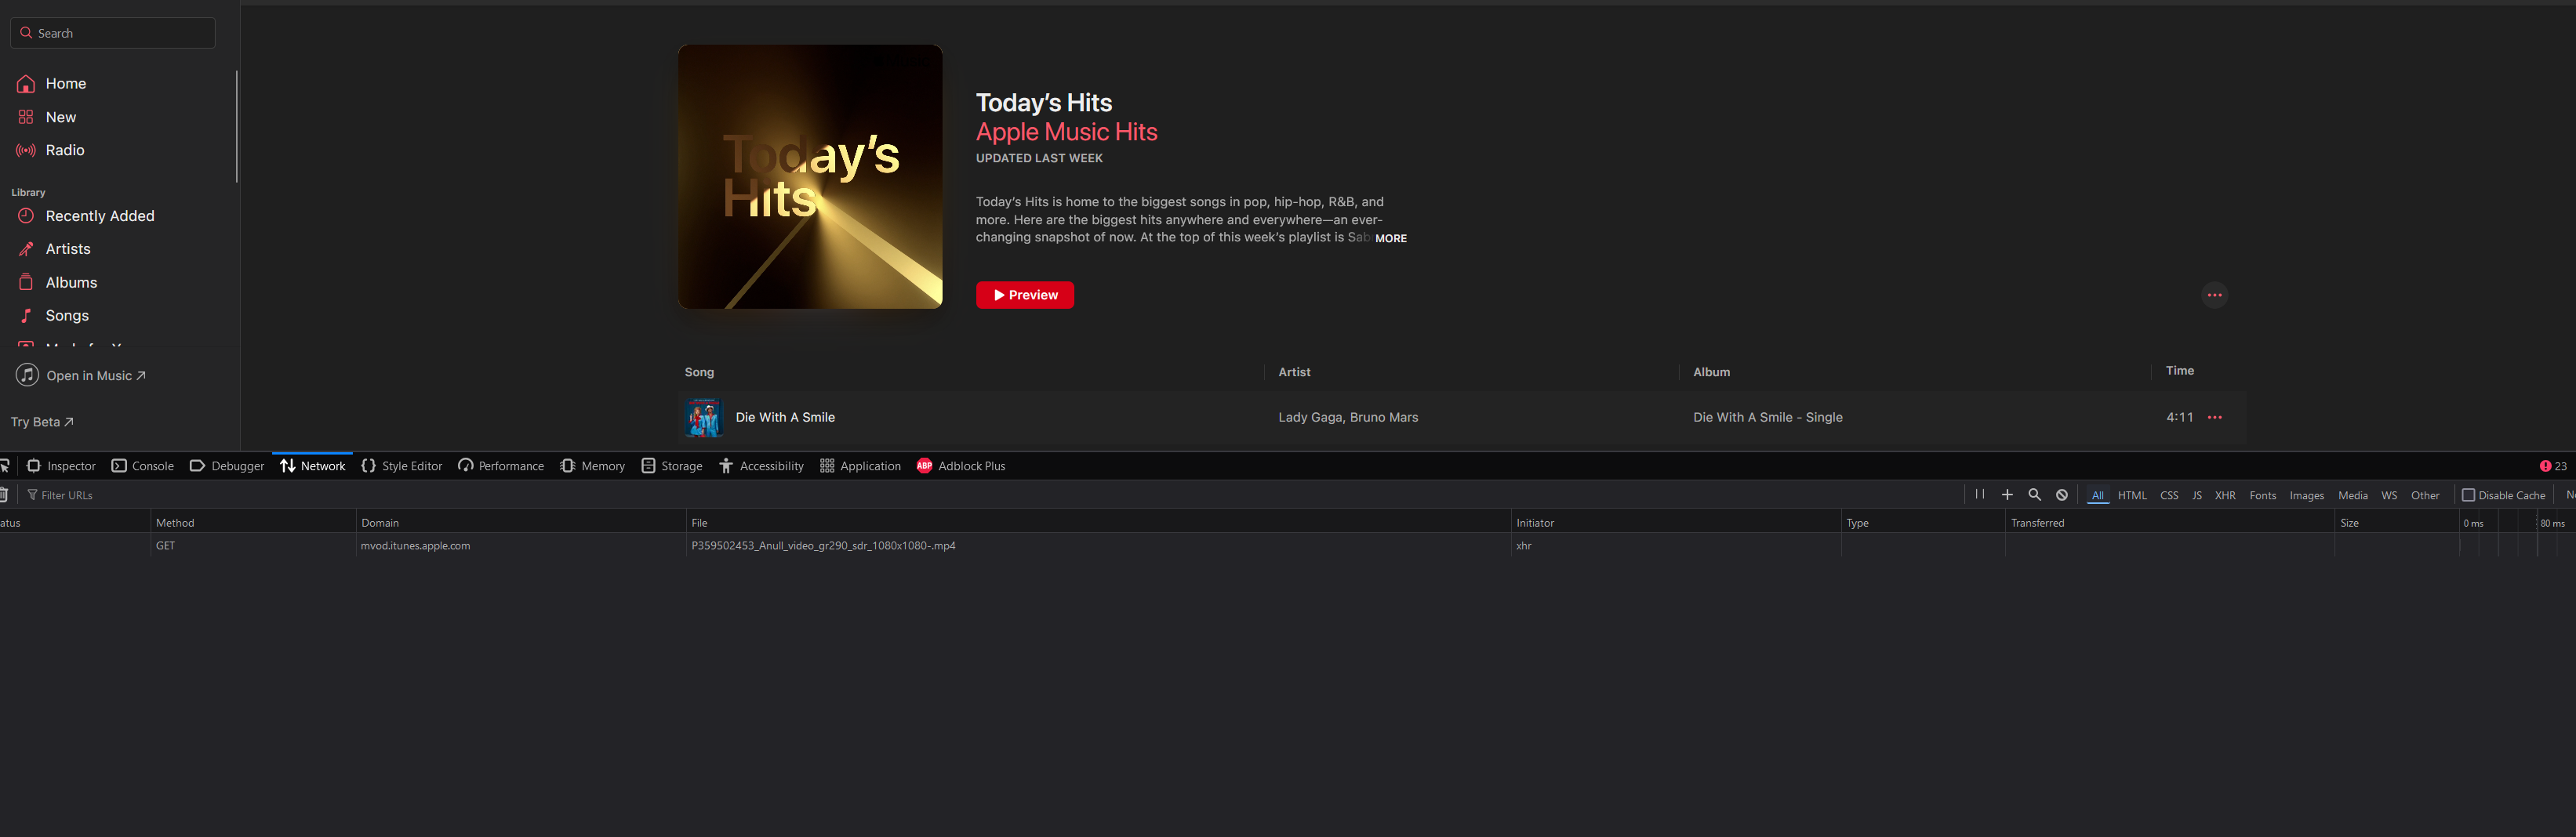 Search
Home
New
Radio
Library
Recently Added
Artists
Albums
Songs
Open in Music ↗
Try Beta ↗
Today's
Hits
Today's Hits
Apple Music Hits
UPDATED LAST WEEK
Today's Hits is home to the biggest songs in pop, hip-hop, R&B, and
more. Here are the biggest hits anywhere and everywhere—an ever-
changing snapshot of now. At the top of this week's playlist is Sab MORE
Preview
Song Artist Album Time
Die With A Smile Lady Gaga, Bruno Mars Die With A Smile - Single 4:11
Inspector Console Debugger Network Style Editor Performance Memory Storage Accessibility Application ABP Adblock Plus 23
Filter URLs All HTML CSS JS XHR Fonts Images Media WS Other Disable Cache
atus Method Domain File Initiator Type Transferred Size 0 ms 80 ms
GET mvod.itunes.apple.com P359502453_Anull_video_gr290_sdr_1080x1080-.mp4 xhr